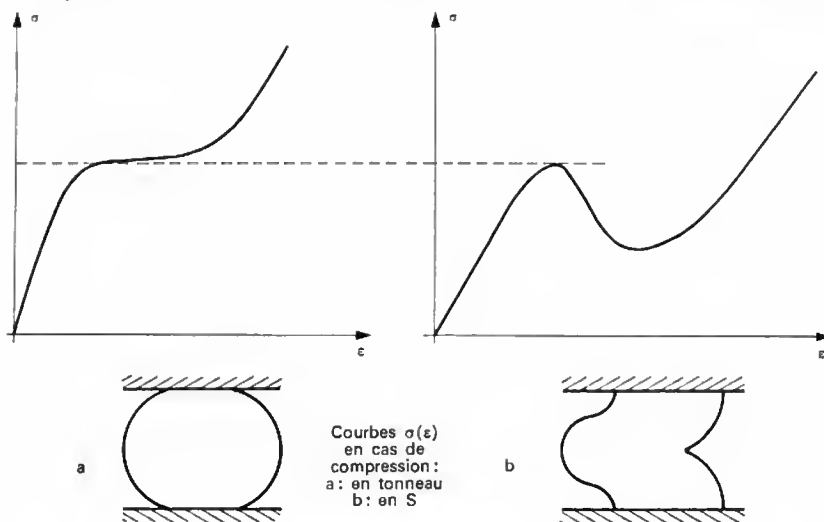 σ
σ
ε
ε
a
Courbes σ(ε)
en cas de
compression:
a: en tonneau
b: en S
b